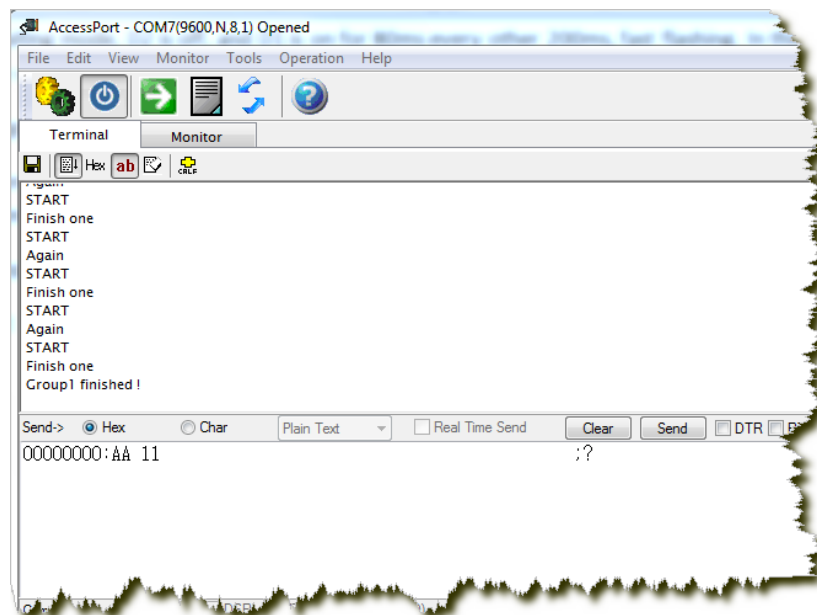 AccessPort - COM7(9600,N,8,1) Opened
File Edit View Monitor Tools Operation Help
Terminal Monitor
Hex ab CRLF
Again
START
Finish one
START
Again
START
Finish one
START
Again
START
Finish one
Group1 finished !
Send-> Hex Char Plain Text Real Time Send Clear Send DTR
00000000:AA 11 ;?